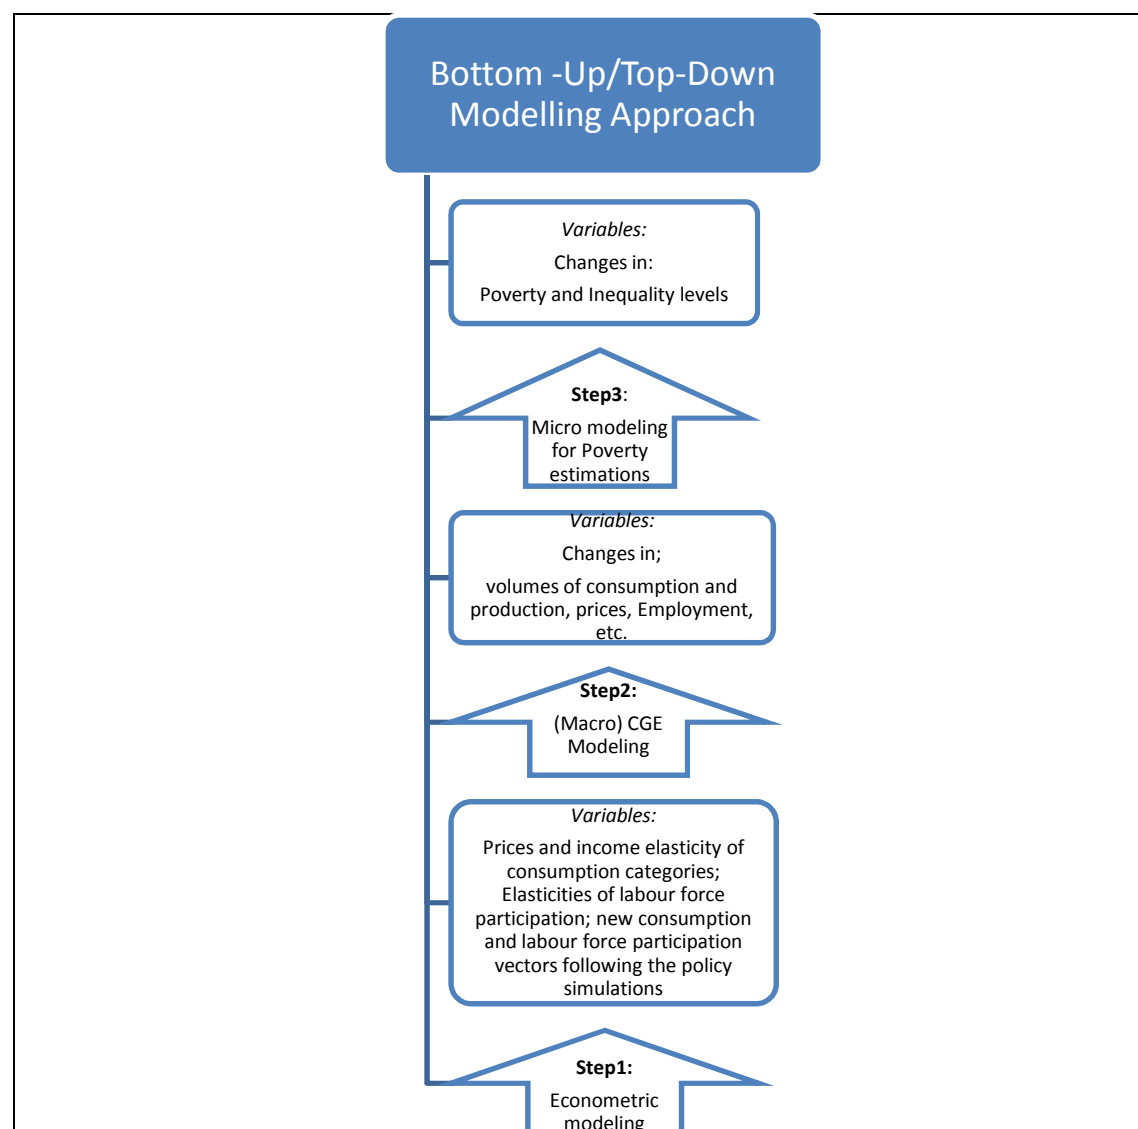 Bottom -Up/Top-Down
Modelling Approach
Variables:
Changes in:
Poverty and Inequality levels
Step3:
Micro modeling
for Poverty
estimations
Variables:
Changes in;
volumes of consumption and
production, prices, Employment,
etc.
Step2:
(Macro) CGE
Modeling
Variables:
Prices and income elasticity of
consumption categories;
Elasticities of labour force
participation; new consumption
and labour force participation
vectors following the policy
simulations
Step1:
Econometric
modeling